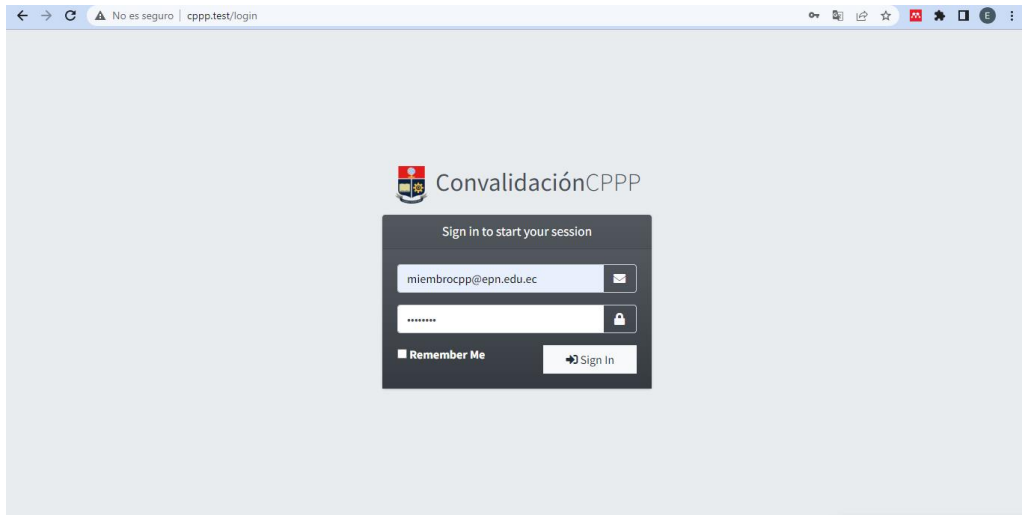 No es seguro | cppp.test/login
E
ConvalidaciónCPPP
Sign in to start your session
miembrocpp@epn.edu.ec
••••••••
Remember Me
Sign In